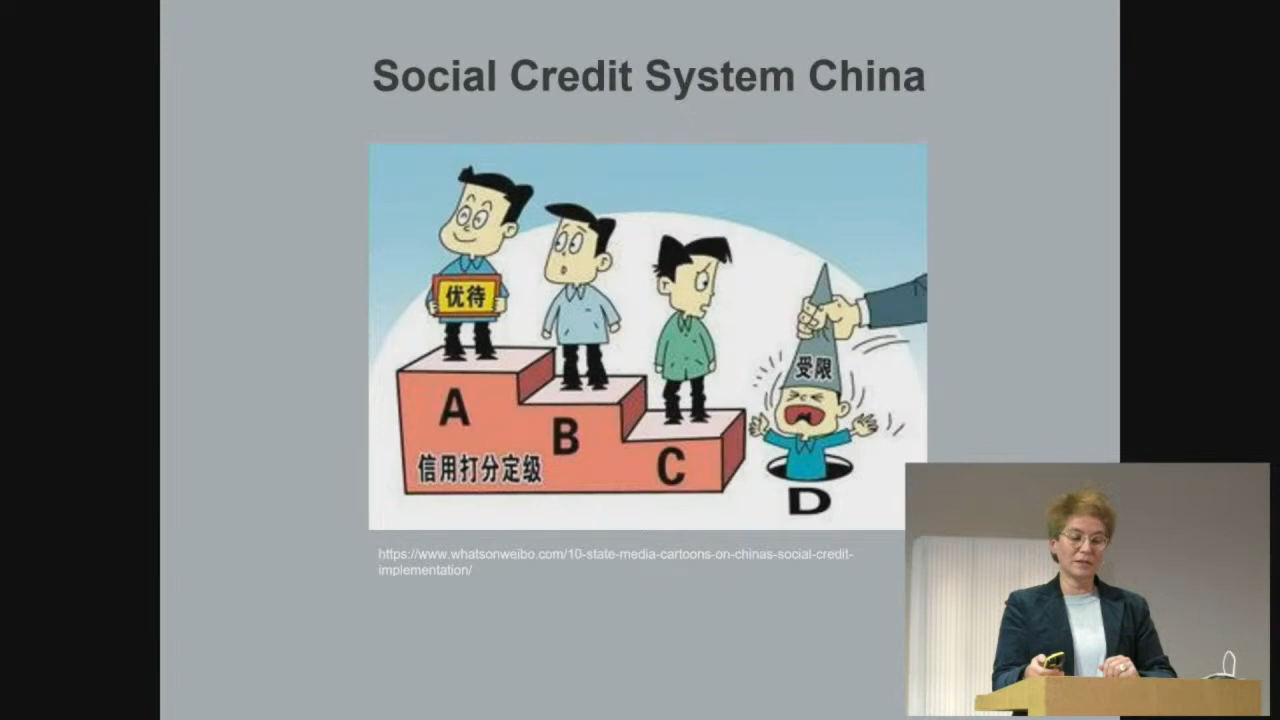 Social Credit System China
优待
受限
A
B
C
信用打分定级
D
https://www.whatsonweibo.com/10-state-media-cartoons-on-chinas-social-credit-
implementation/